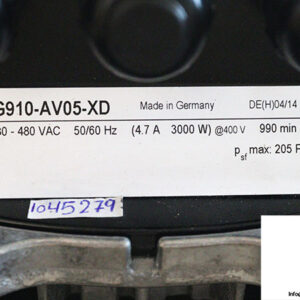 G910-AV05-XD Made in Germany DE(H)04/14
80 - 480 VAC 50/60 Hz (4.7 A 3000 W) @400 V 990 min
psf max: 205 P
1045279